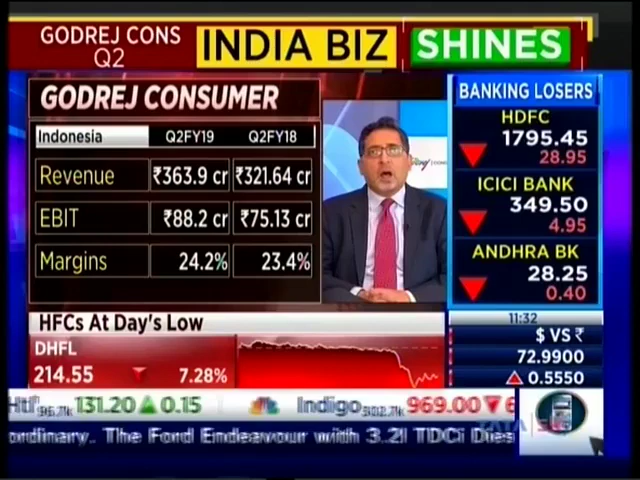 GODREJ CONS
Q2
INDIA BIZ
SHINES
GODREJ CONSUMER
Indonesia Q2FY19 Q2FY18
Revenue ₹363.9 cr ₹321.64 cr
EBIT ₹88.2 cr ₹75.13 cr
Margins 24.2% 23.4%
BANKING LOSERS
HDFC
1795.45
28.95
ICICI BANK
349.50
4.95
ANDHRA BK
28.25
0.40
HFCs At Day's Low
DHFL
214.55 7.28%
11:32
$ VS ₹
72.9900
0.5550
131.20 0.15 Indigo 969.00 6
ordinary.. The Ford Endeavour with 3.2l TDCi Dies
TATA